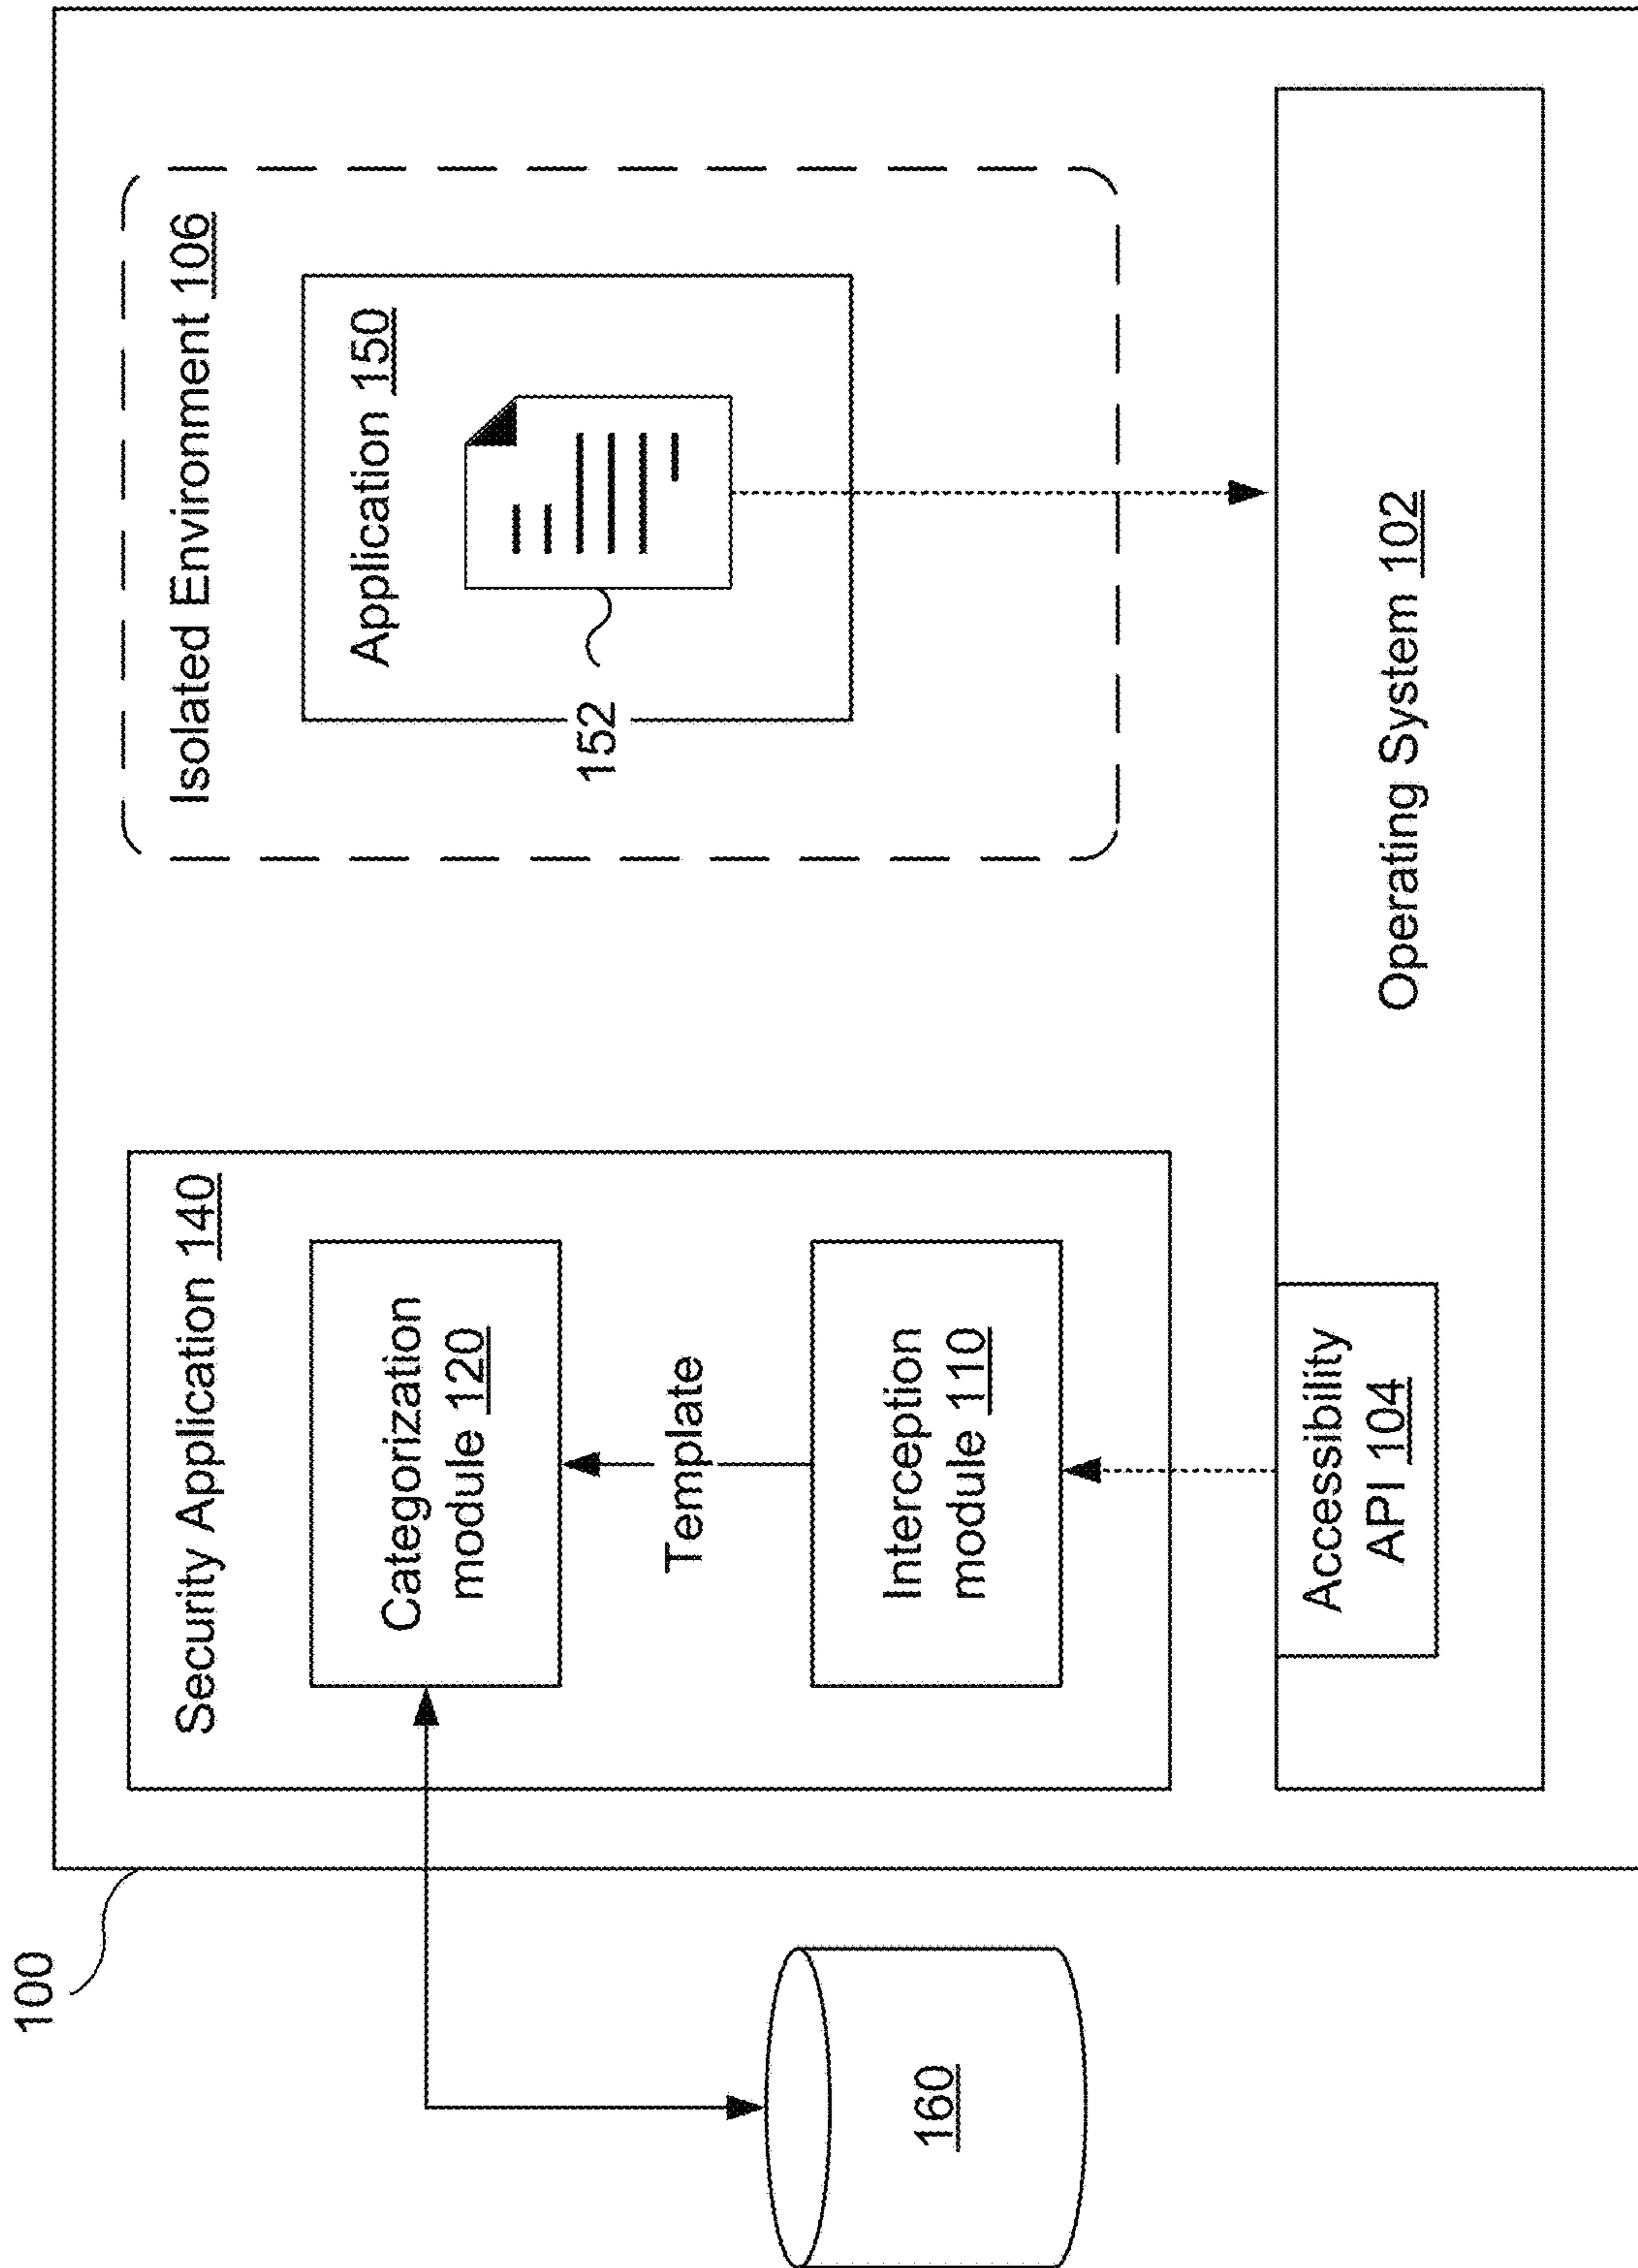 100
Security Application 140
Categorization
module 120
Template
Interception
module 110
Isolated Environment 106
Application 150
152
Accessibility
API 104
Operating System 102
160